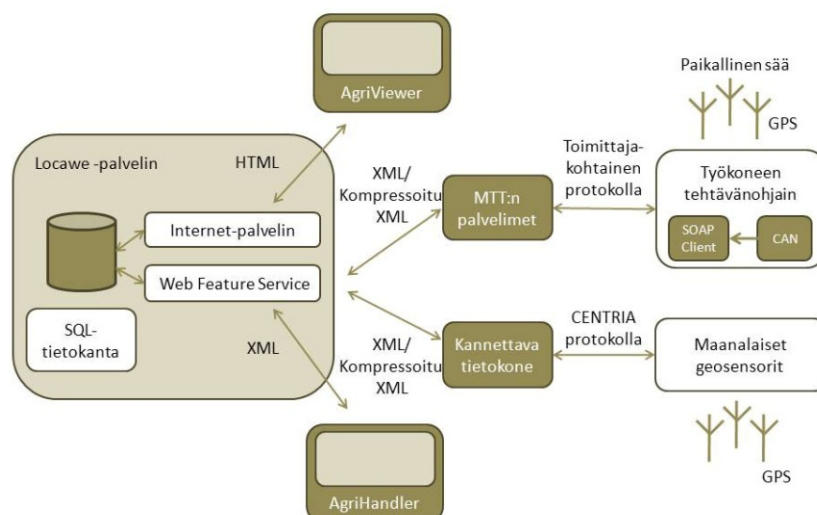 AgriViewer
Locawe -palvelin
HTML
Internet-palvelin
Web Feature Service
SQL-
tietokanta
XML
AgriHandler
XML/
Kompressoitu
XML
MTT:n
palvelimet
XML/
Kompressoitu
XML
Kannettava
tietokone
Toimittaja-
kohtainen
protokolla
CENTRIA
protokolla
Paikallinen sää
GPS
Työkoneen
tehtävänohjain
SOAP
Client
CAN
Maanalaiset
geosensorit
GPS